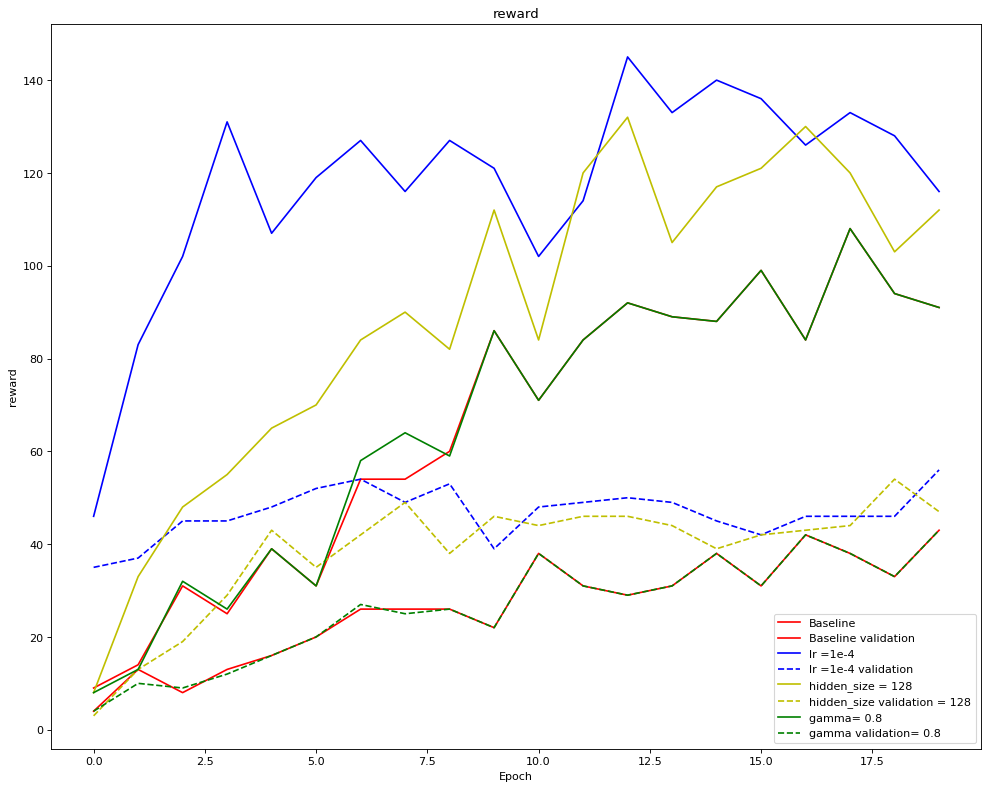 reward
140
120
100
80
60
40
20
0
reward
0.0
2.5
5.0
7.5
10.0
12.5
15.0
17.5
Epoch
Baseline
Baseline validation
lr =1e-4
lr =1e-4 validation
hidden_size = 128
hidden_size validation = 128
gamma= 0.8
gamma validation= 0.8